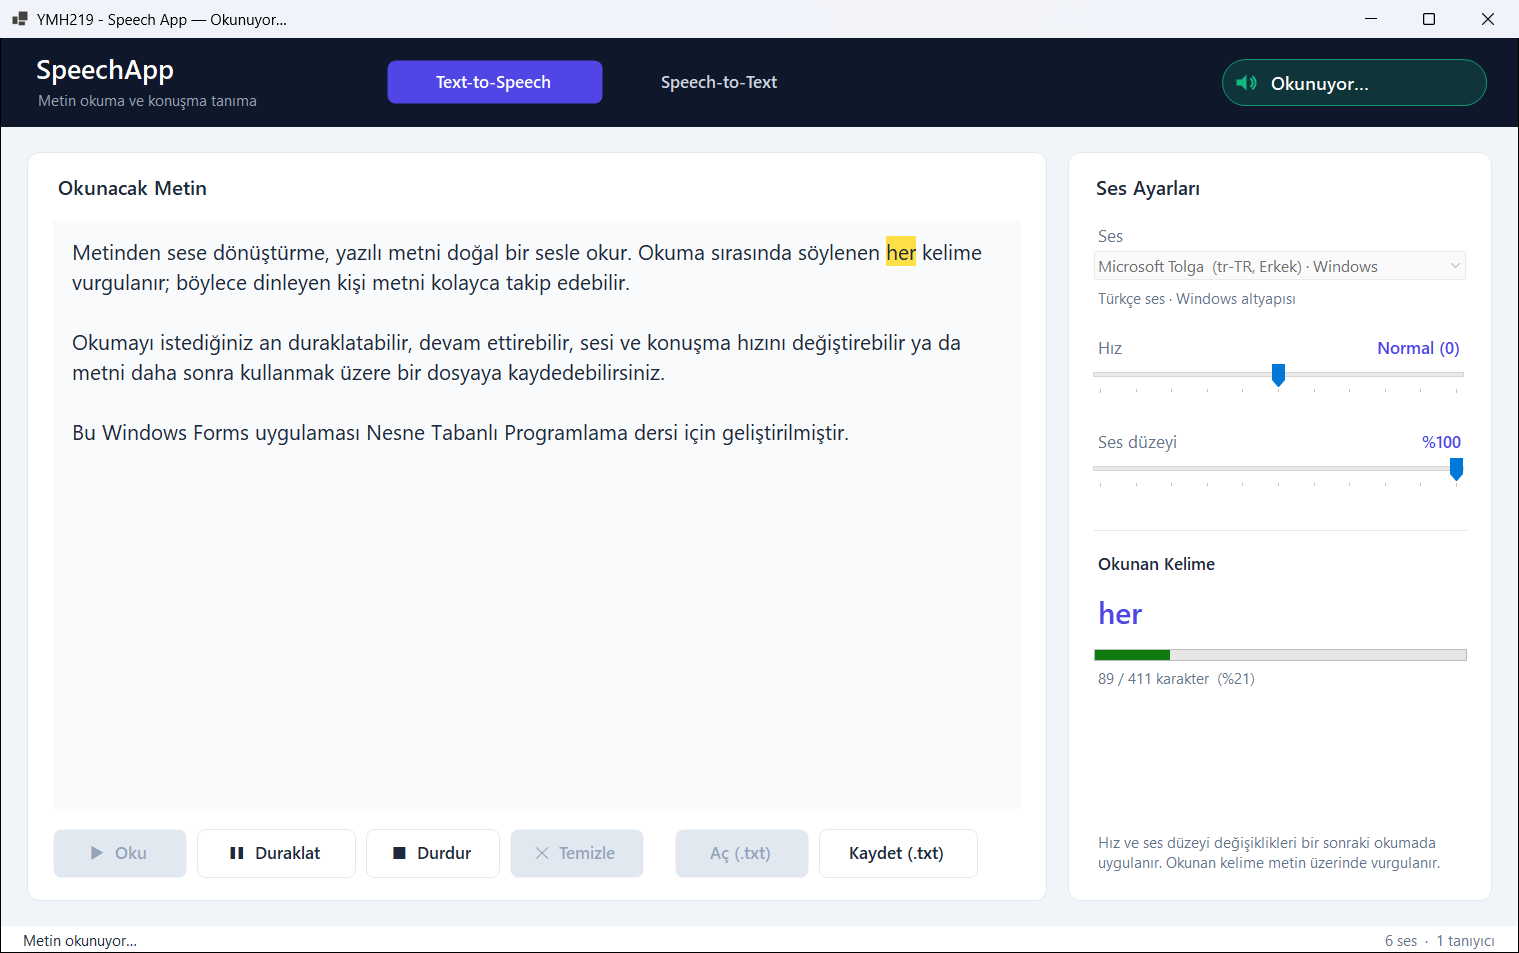 YMH219 - Speech App — Okunuyor...
SpeechApp
Metin okuma ve konuşma tanıma
Text-to-Speech
Speech-to-Text
Okunuyor...
Okunacak Metin
Metinden sese dönüştürme, yazılı metni doğal bir sesle okur. Okuma sırasında söylenen her kelime
vurgulanır; böylece dinleyen kişi metni kolayca takip edebilir.
Okumayı istediğiniz an duraklatabilir, devam ettirebilir, sesi ve konuşma hızını değiştirebilir ya da
metni daha sonra kullanmak üzere bir dosyaya kaydedebilirsiniz.
Bu Windows Forms uygulaması Nesne Tabanlı Programlama dersi için geliştirilmiştir.
Oku
Duraklat
Durdur
Temizle
Aç (.txt)
Kaydet (.txt)
Ses Ayarları
Ses
Microsoft Tolga  (tr-TR, Erkek) · Windows
Türkçe ses · Windows altyapısı
Hız
Normal (0)
Ses düzeyi
%100
Okunan Kelime
her
89 / 411 karakter  (%21)
Hız ve ses düzeyi değişiklikleri bir sonraki okumada
uygulanır. Okunan kelime metin üzerinde vurgulanır.
Metin okunuyor...
6 ses  ·  1 tanıyıcı